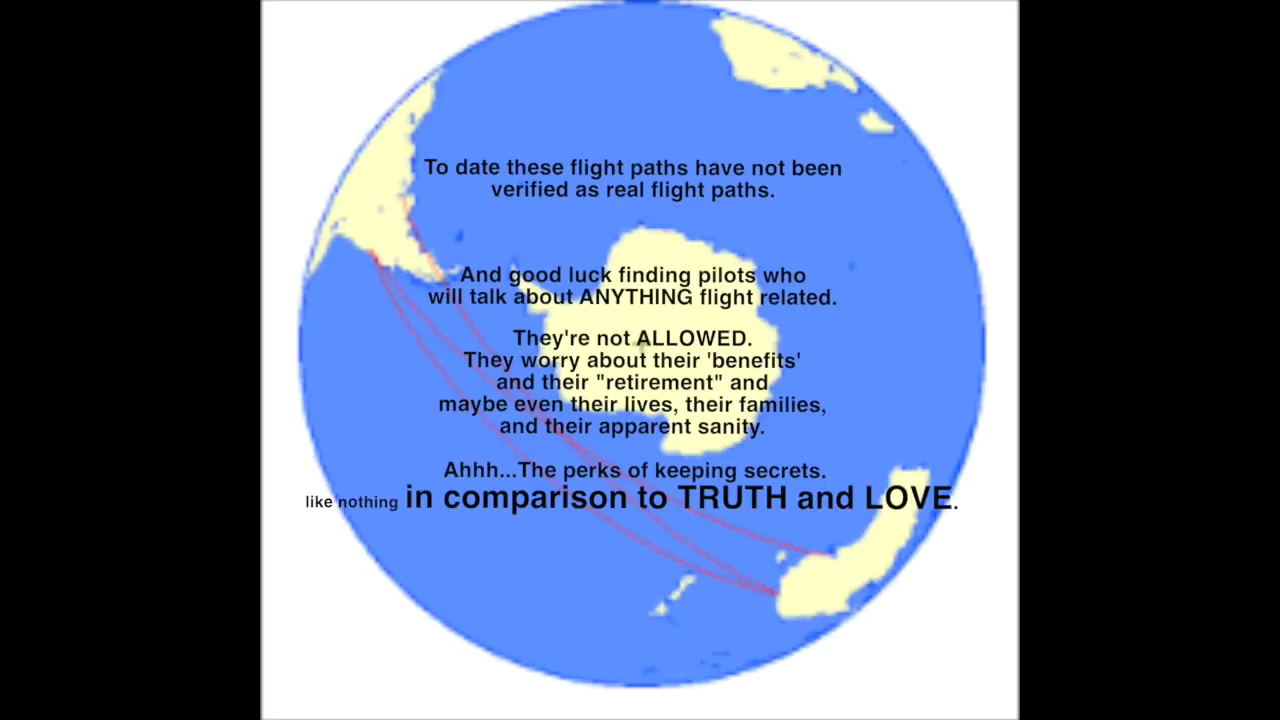 To date these flight paths have not been
verified as real flight paths.
And good luck finding pilots who
will talk about ANYTHING flight related.
They're not ALLOWED.
They worry about their 'benefits'
and their "retirement" and
maybe even their lives, their families,
and their apparent sanity.
Ahhh...The perks of keeping secrets.
like nothing in comparison to TRUTH and LOVE.